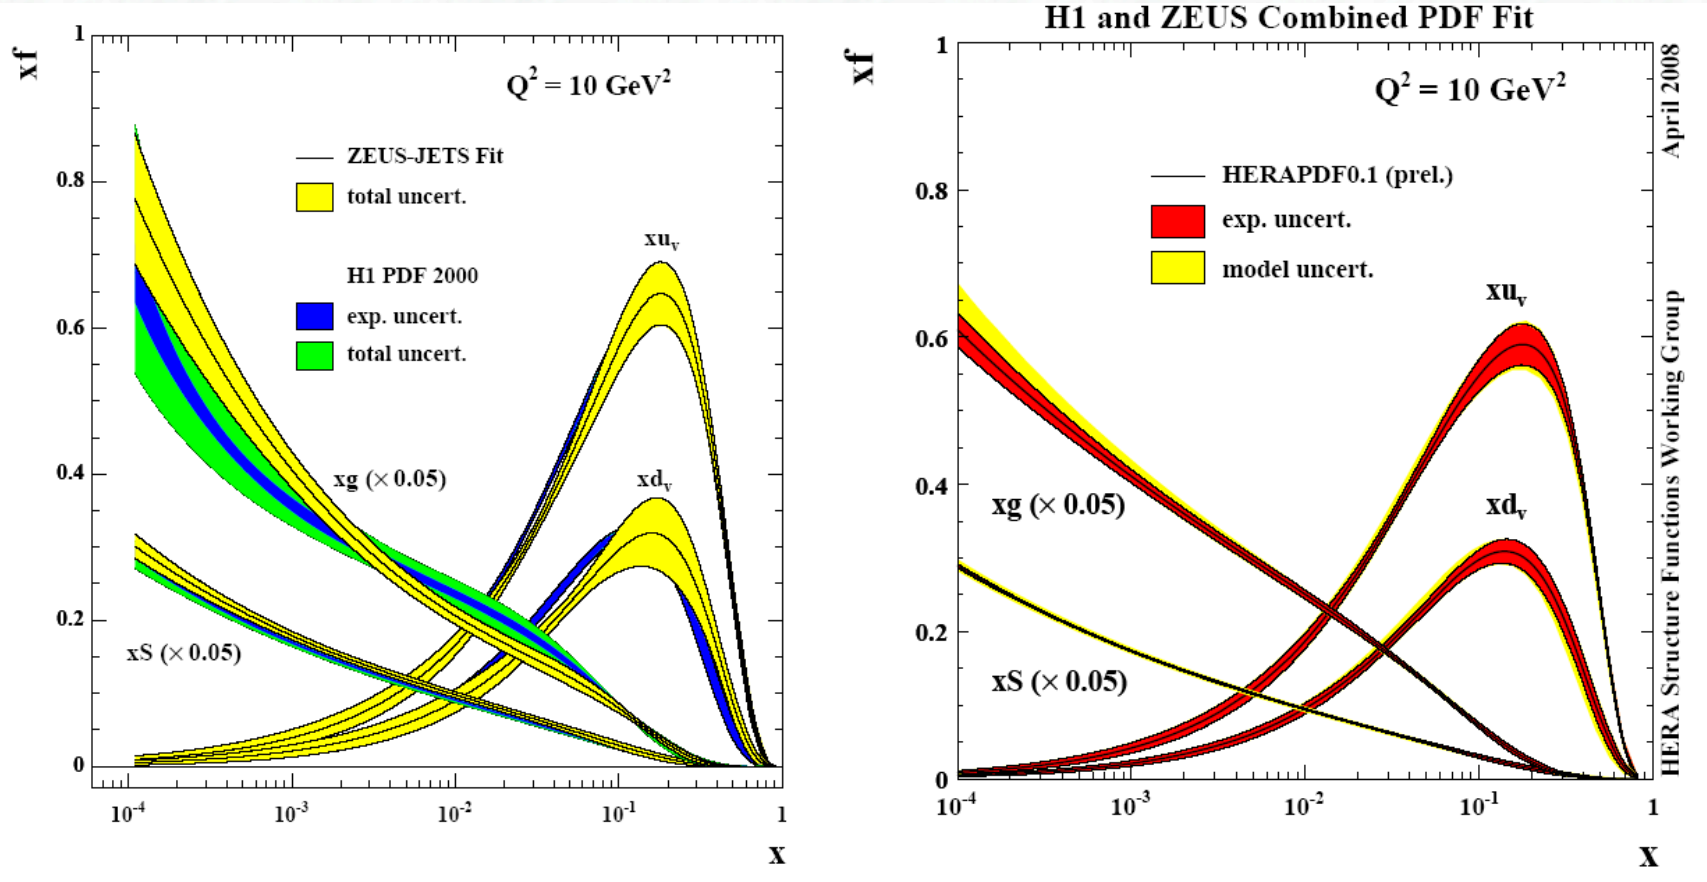 xf
1
0.8
0.6
0.4
0.2
0
Q² = 10 GeV²
ZEUS-JETS Fit
total uncert.
H1 PDF 2000
exp. uncert.
total uncert.
xuᵥ
xdᵥ
xg (× 0.05)
xS (× 0.05)
10⁻⁴ 10⁻³ 10⁻² 10⁻¹ 1
x
H1 and ZEUS Combined PDF Fit
xf
1
0.8
0.6
0.4
0.2
0
Q² = 10 GeV²
HERAPDF0.1 (prel.)
exp. uncert.
model uncert.
xuᵥ
xdᵥ
xg (× 0.05)
xS (× 0.05)
10⁻⁴ 10⁻³ 10⁻² 10⁻¹ 1
x
HERA Structure Functions Working Group April 2008